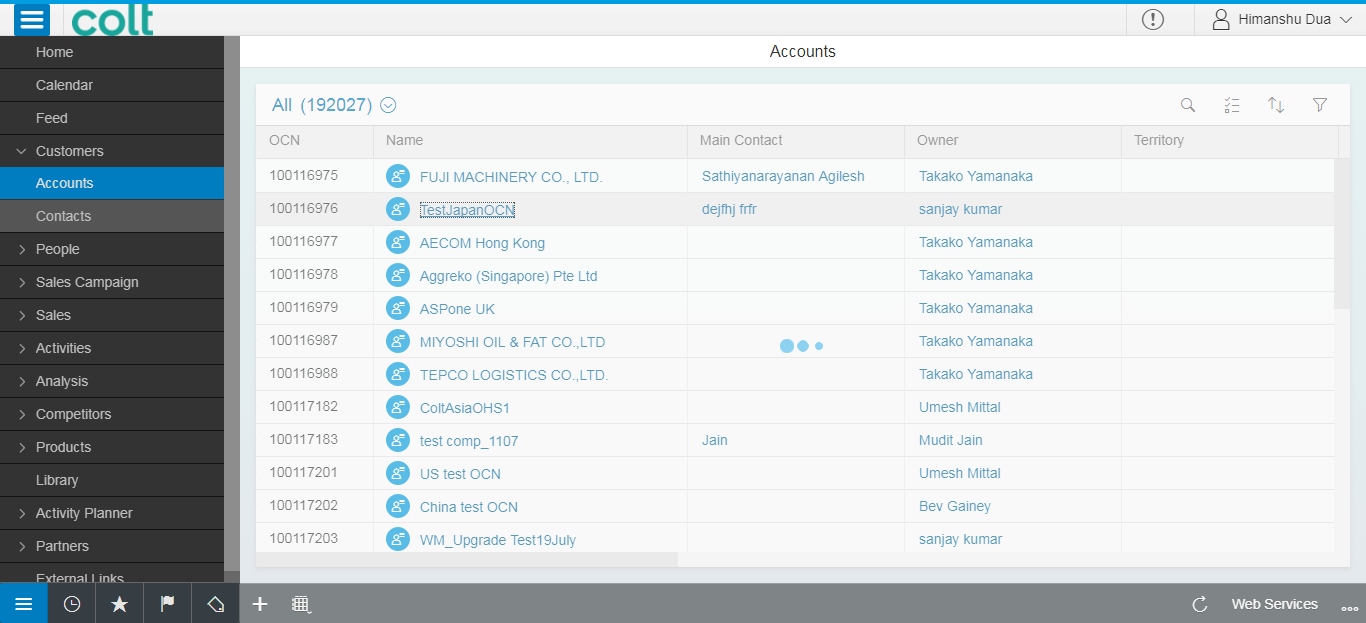 colt
Himanshu Dua
Home
Calendar
Feed
Customers
Accounts
Contacts
People
Sales Campaign
Sales
Activities
Analysis
Competitors
Products
Library
Activity Planner
Partners
External Links
Accounts
All (192027)
OCN Name Main Contact Owner Territory
100116975 FUJI MACHINERY CO., LTD. Sathiyanarayanan Agilesh Takako Yamanaka
100116976 TestJapanOCN dejfhj frfr sanjay kumar
100116977 AECOM Hong Kong Takako Yamanaka
100116978 Aggreko (Singapore) Pte Ltd Takako Yamanaka
100116979 ASPone UK Takako Yamanaka
100116987 MIYOSHI OIL & FAT CO.,LTD Takako Yamanaka
100116988 TEPCO LOGISTICS CO.,LTD. Takako Yamanaka
100117182 ColtAsiaOHS1 Umesh Mittal
100117183 test comp_1107 Jain Mudit Jain
100117201 US test OCN Umesh Mittal
100117202 China test OCN Bev Gainey
100117203 WM_Upgrade Test19July sanjay kumar
Web Services